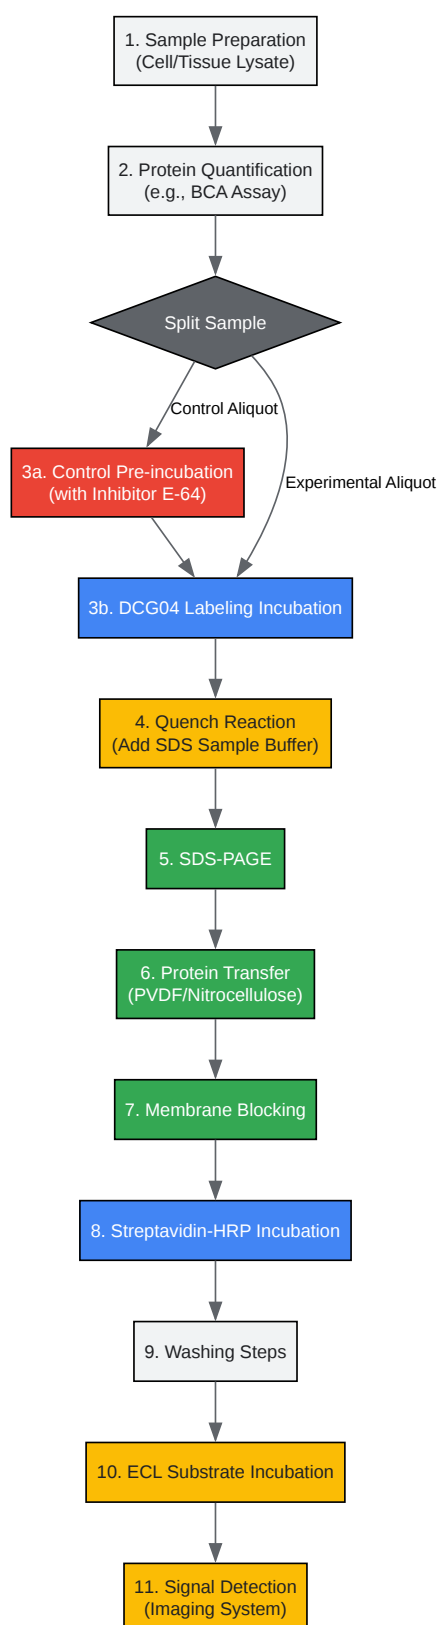 1. Sample Preparation
(Cell/Tissue Lysate)
2. Protein Quantification
(e.g., BCA Assay)
Split Sample
Control Aliquot
3a. Control Pre-incubation
(with Inhibitor E-64)
Experimental Aliquot
3b. DCG04 Labeling Incubation
4. Quench Reaction
(Add SDS Sample Buffer)
5. SDS-PAGE
6. Protein Transfer
(PVDF/Nitrocellulose)
7. Membrane Blocking
8. Streptavidin-HRP Incubation
9. Washing Steps
10. ECL Substrate Incubation
11. Signal Detection
(Imaging System)